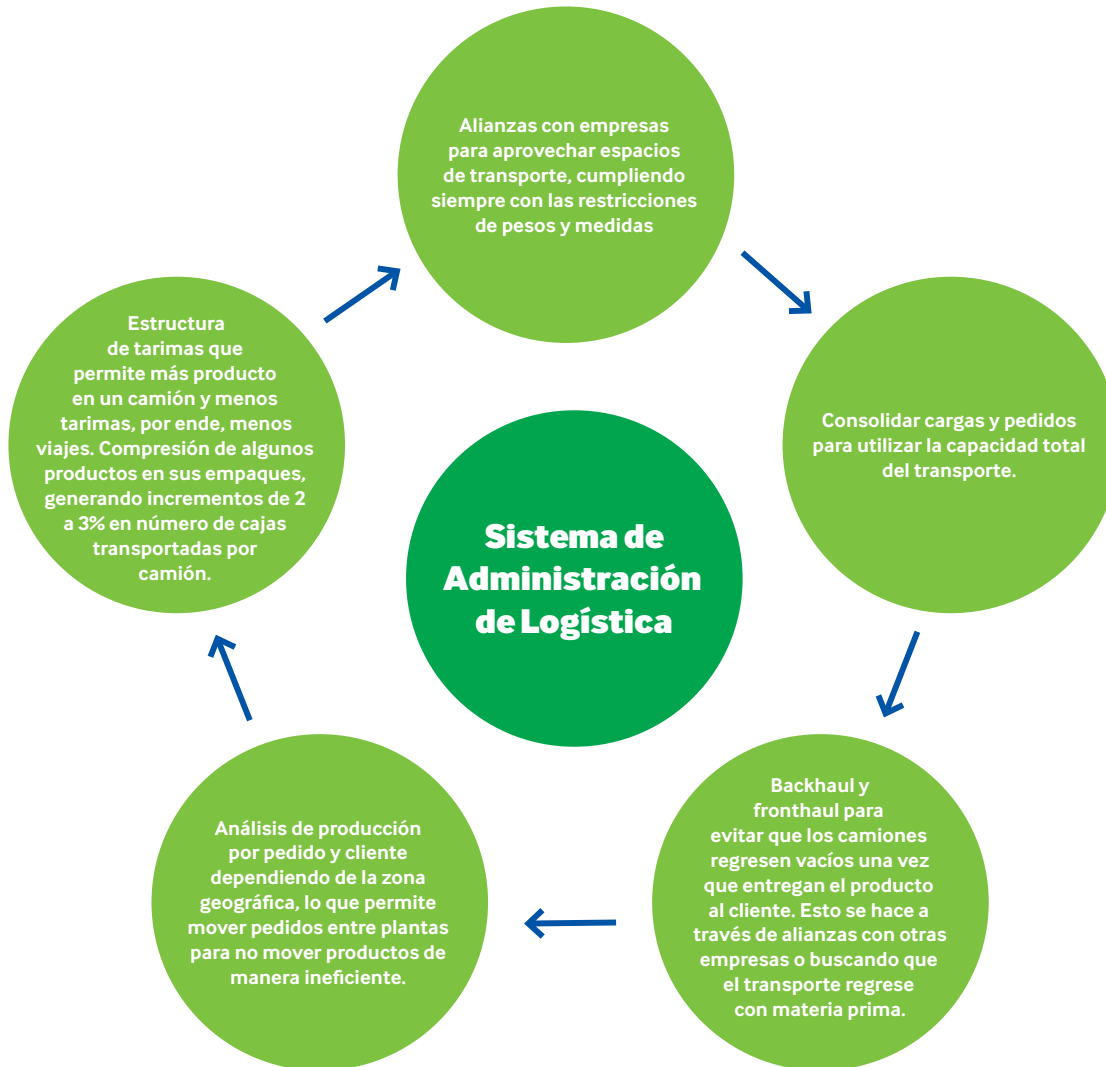 Alianzas con empresas
para aprovechar espacios
de transporte, cumpliendo
siempre con las restricciones
de pesos y medidas
Estructura
de tarimas que
permite más producto
en un camión y menos
tarimas, por ende, menos
viajes. Compresión de algunos
productos en sus empaques,
generando incrementos de 2
a 3% en número de cajas
transportadas por
camión.
Consolidar cargas y pedidos
para utilizar la capacidad total
del transporte.
Sistema de
Administración
de Logística
Análisis de producción
por pedido y cliente
dependiendo de la zona
geográfica, lo que permite
mover pedidos entre plantas
para no mover productos de
manera ineficiente.
Backhaul y
fronthaul para
evitar que los camiones
regresen vacíos una vez
que entregan el producto
al cliente. Esto se hace a
través de alianzas con otras
empresas o buscando que
el transporte regrese
con materia prima.